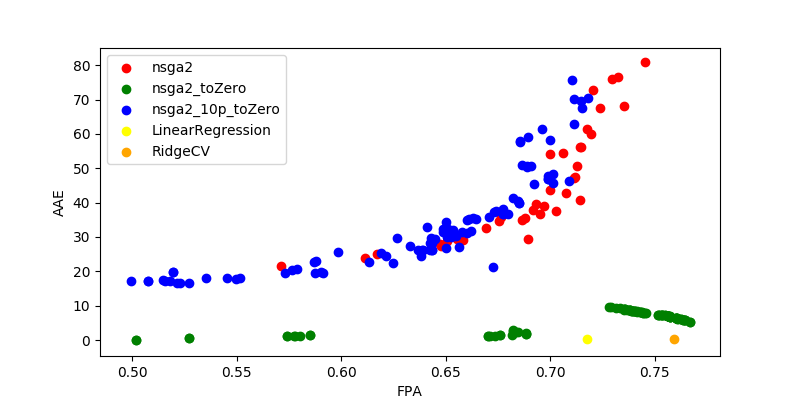 nsga2
nsga2_toZero
nsga2_10p_toZero
LinearRegression
RidgeCV
80
70
60
50
40
30
20
10
0
AAE
0.50 0.55 0.60 0.65 0.70 0.75
FPA